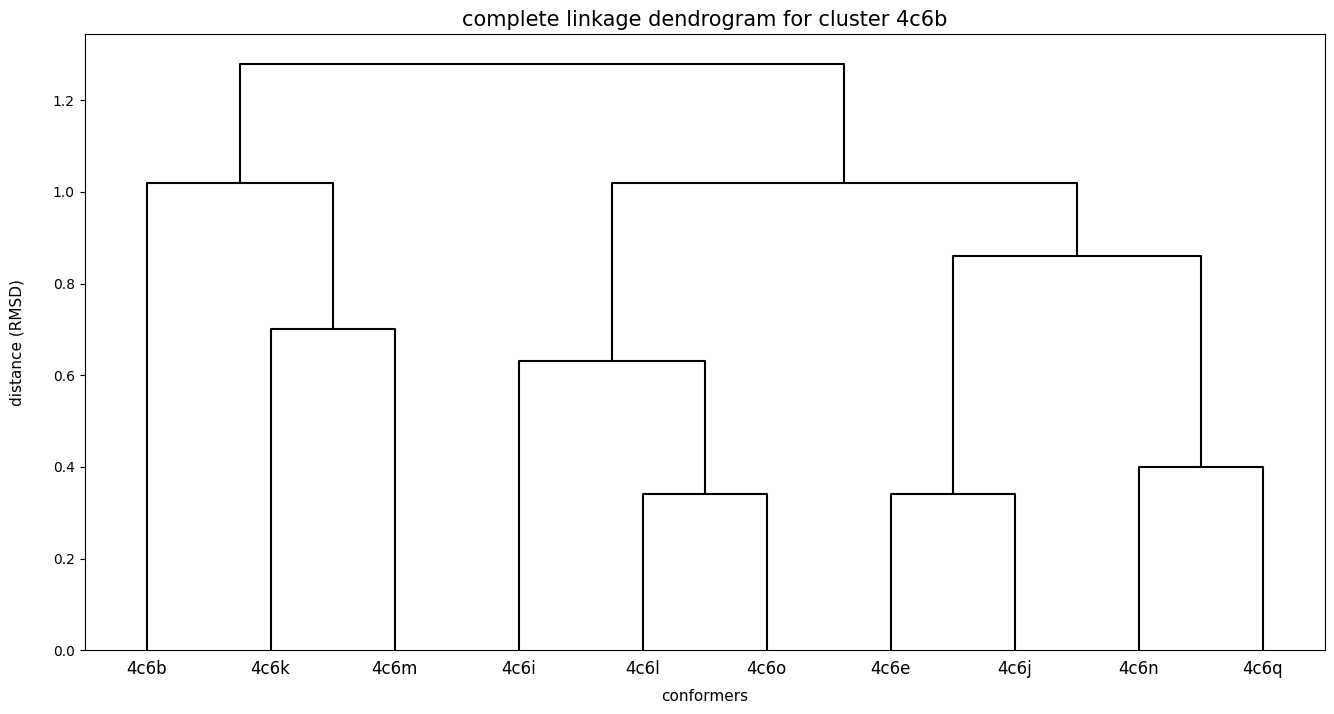 complete linkage dendrogram for cluster 4c6b
1.2
1.0
0.8
0.6
0.4
0.2
0.0
distance (RMSD)
4c6b 4c6k 4c6m 4c6i 4c6l 4c6o 4c6e 4c6j 4c6n 4c6q
conformers